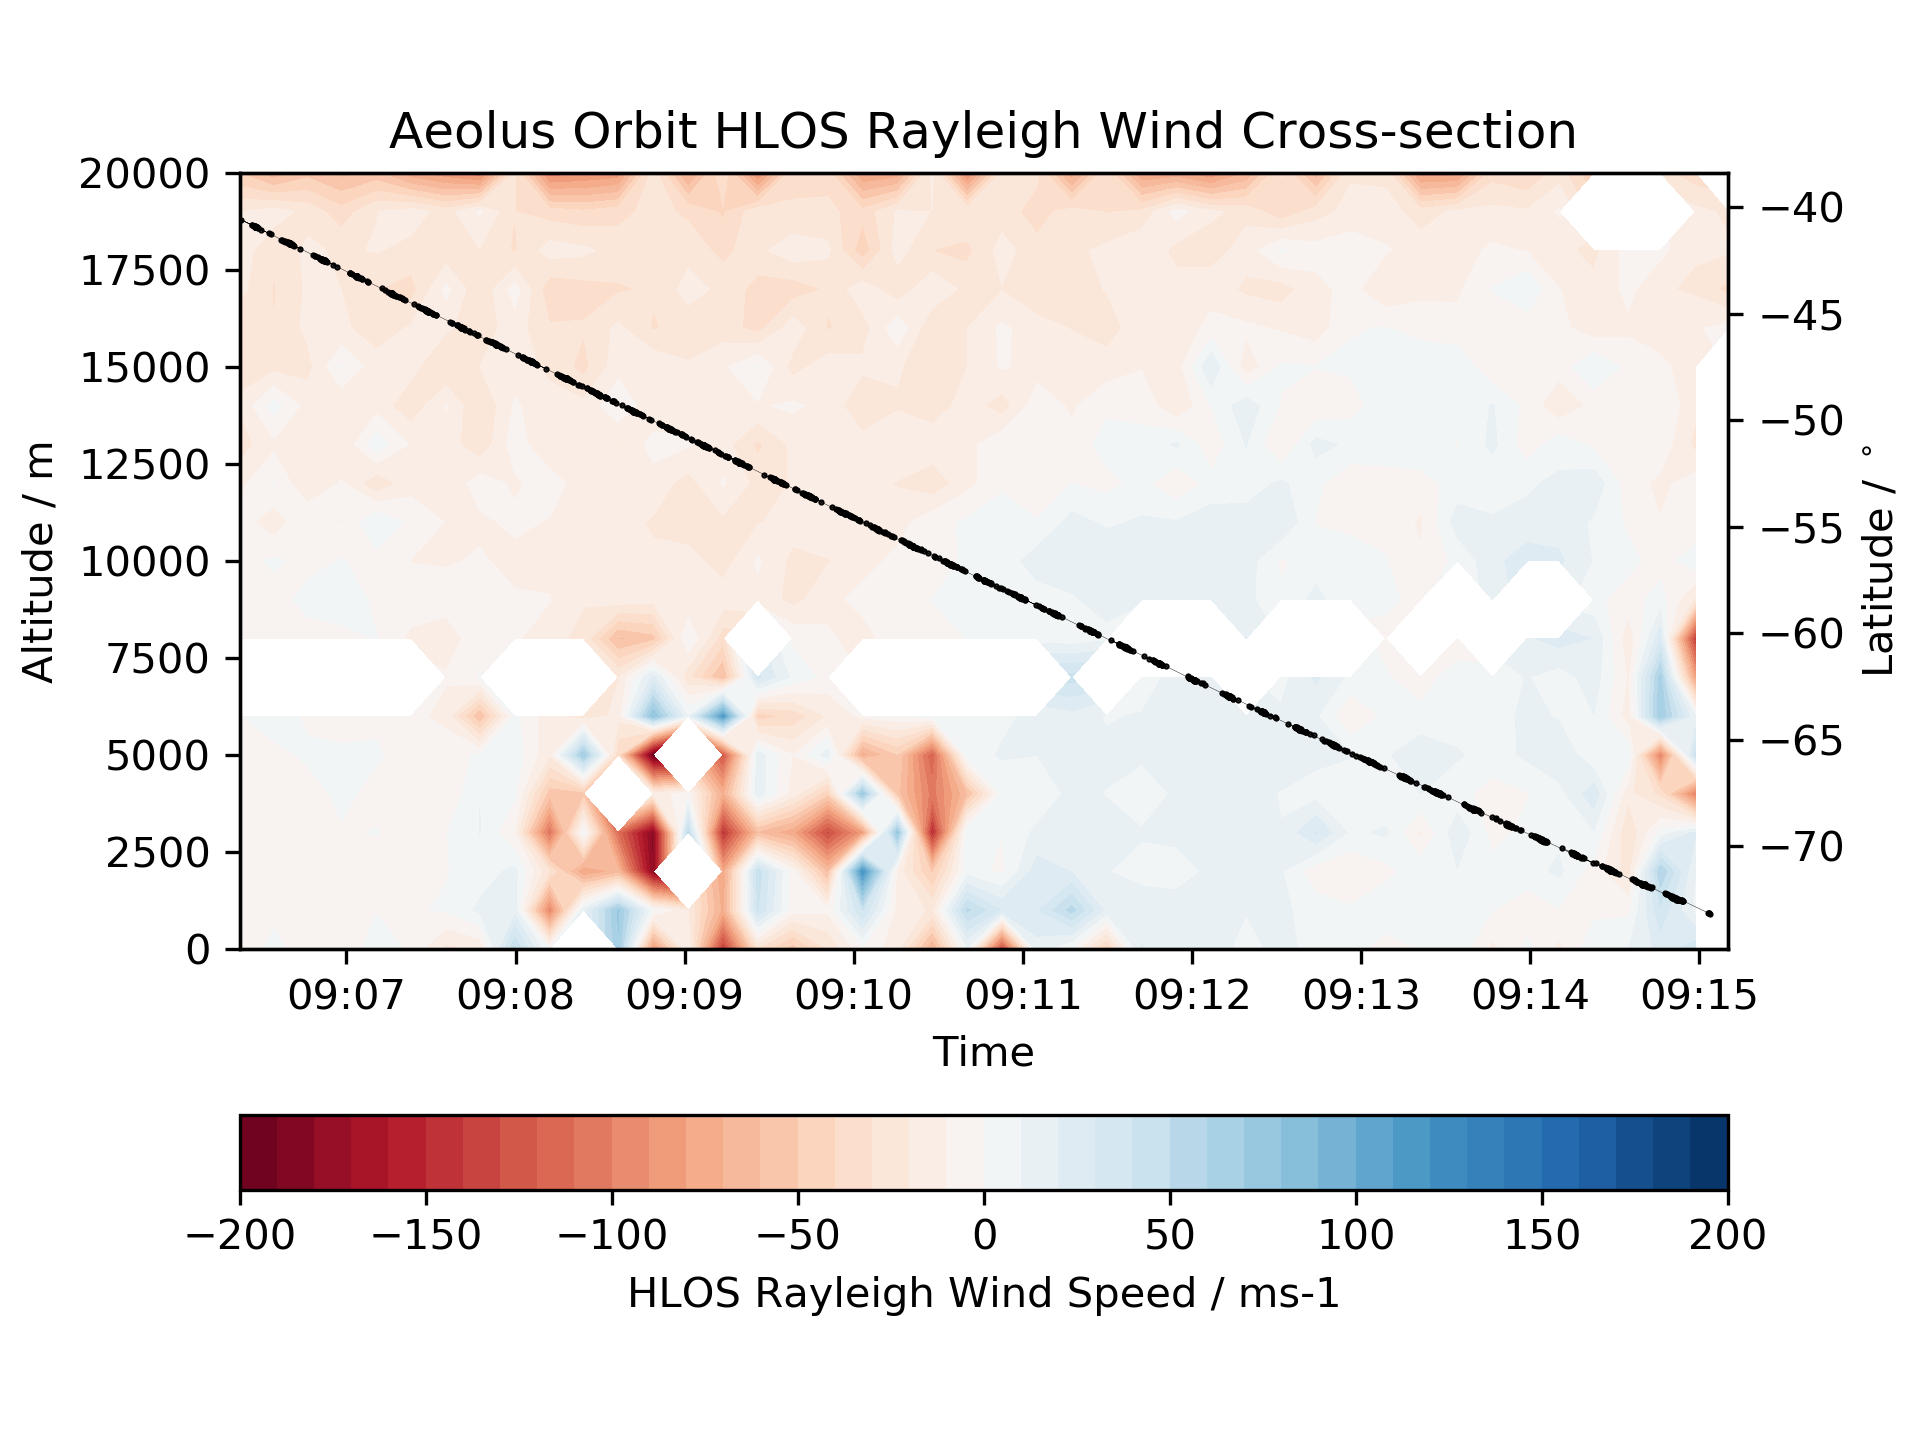 Aeolus Orbit HLOS Rayleigh Wind Cross-section
20000
17500
15000
12500
10000
7500
5000
2500
0
Altitude / m
−40
−45
−50
−55
−60
−65
−70
Latitude / °
09:07 09:08 09:09 09:10 09:11 09:12 09:13 09:14 09:15
Time
−200 −150 −100 −50 0 50 100 150 200
HLOS Rayleigh Wind Speed / ms-1